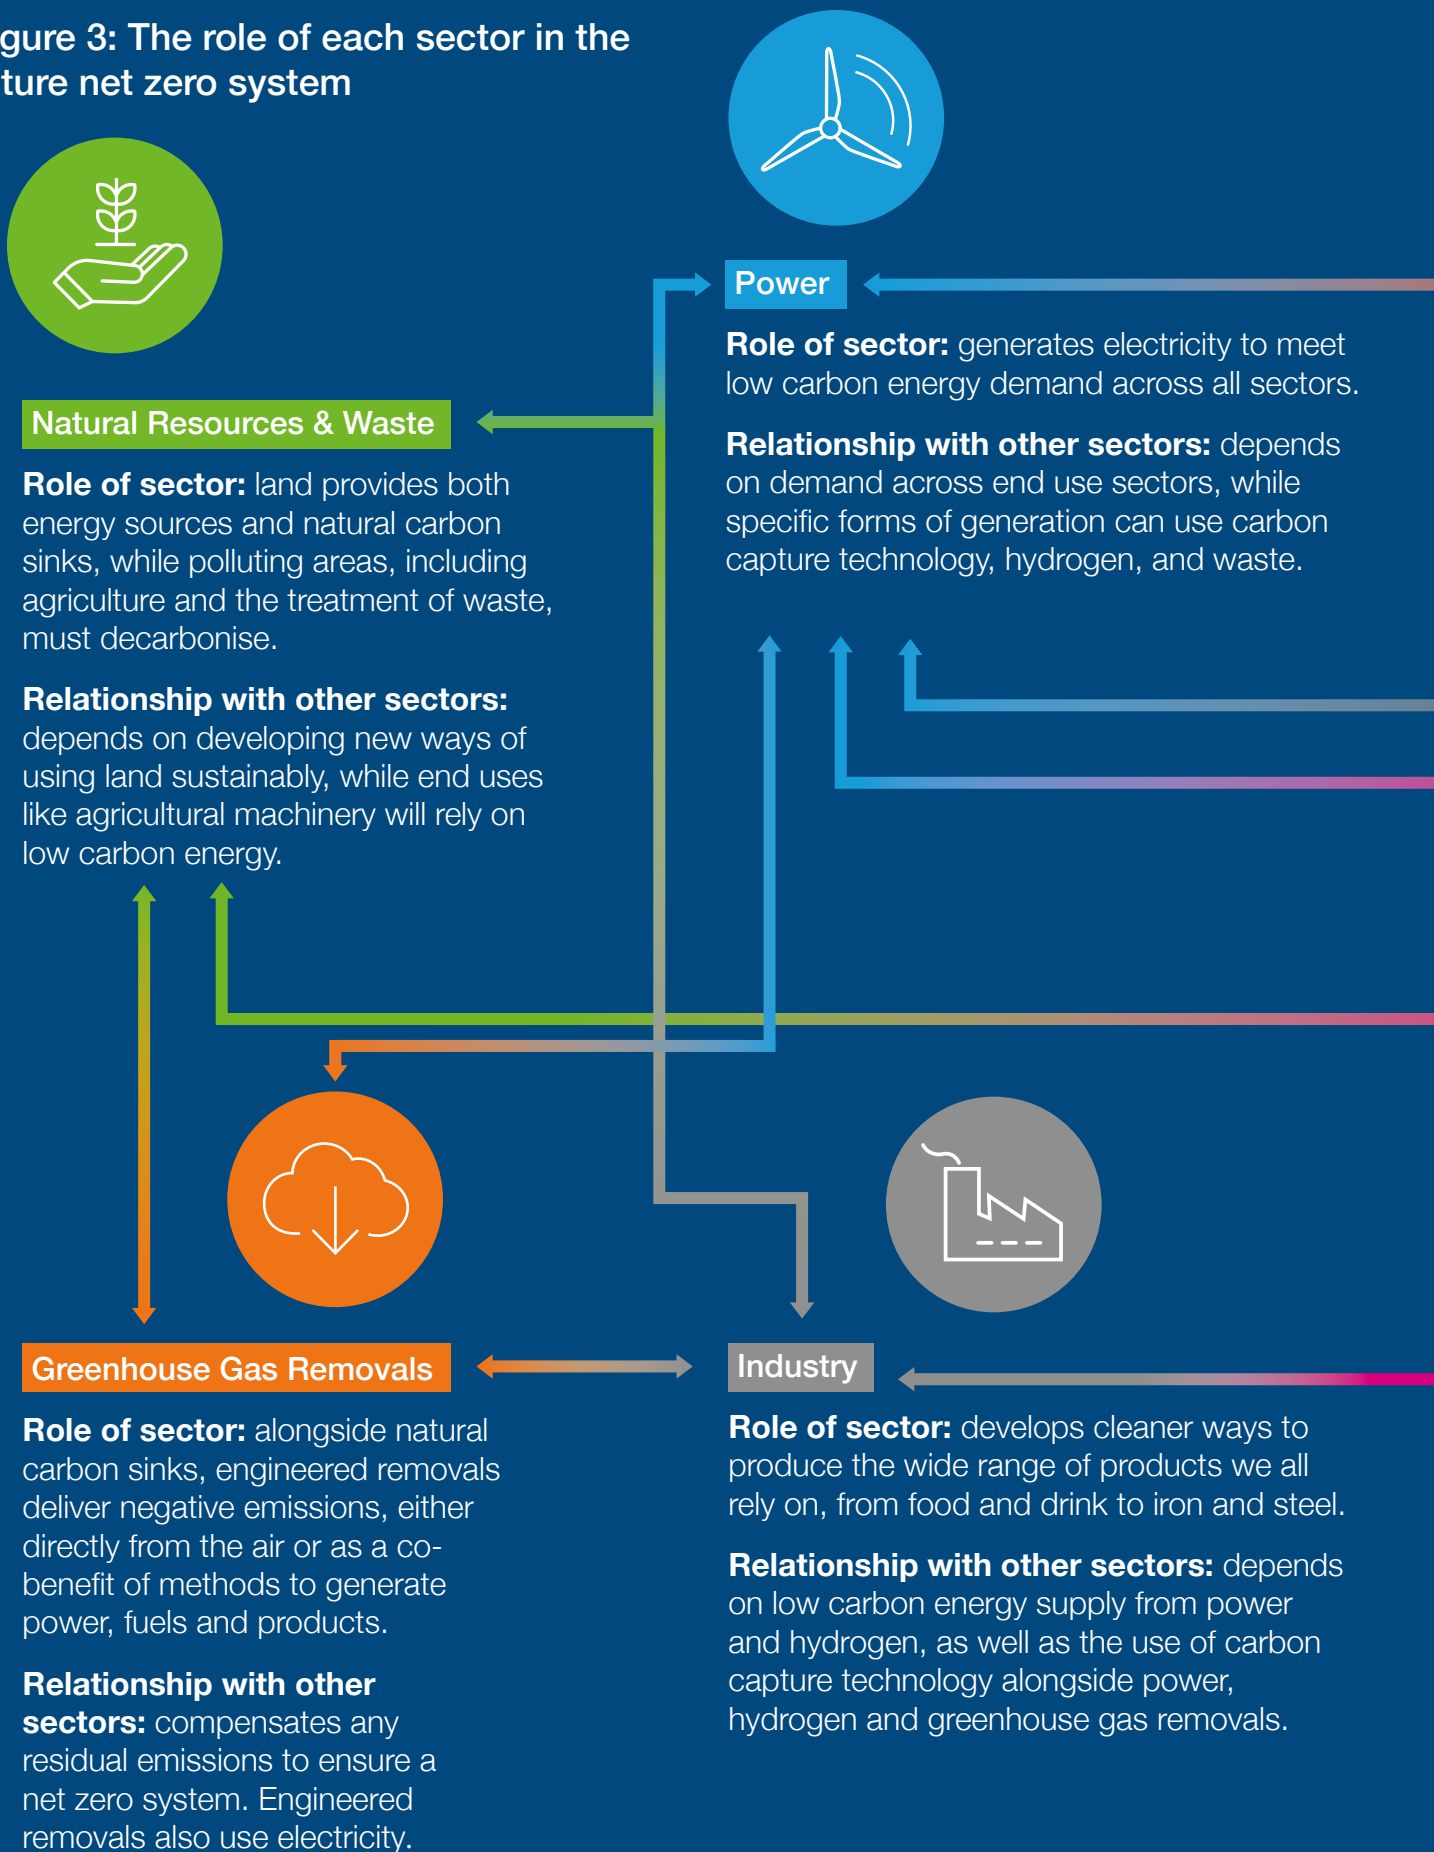 gure 3: The role of each sector in the
ture net zero system
Natural Resources & Waste
Role of sector: land provides both
energy sources and natural carbon
sinks, while polluting areas, including
agriculture and the treatment of waste,
must decarbonise.
Relationship with other sectors:
depends on developing new ways of
using land sustainably, while end uses
like agricultural machinery will rely on
low carbon energy.
Power
Role of sector: generates electricity to meet
low carbon energy demand across all sectors.
Relationship with other sectors: depends
on demand across end use sectors, while
specific forms of generation can use carbon
capture technology, hydrogen, and waste.
Greenhouse Gas Removals
Role of sector: alongside natural
carbon sinks, engineered removals
deliver negative emissions, either
directly from the air or as a co-
benefit of methods to generate
power, fuels and products.
Relationship with other
sectors: compensates any
residual emissions to ensure a
net zero system. Engineered
removals also use electricity.
Industry
Role of sector: develops cleaner ways to
produce the wide range of products we all
rely on, from food and drink to iron and steel.
Relationship with other sectors: depends
on low carbon energy supply from power
and hydrogen, as well as the use of carbon
capture technology alongside power,
hydrogen and greenhouse gas removals.